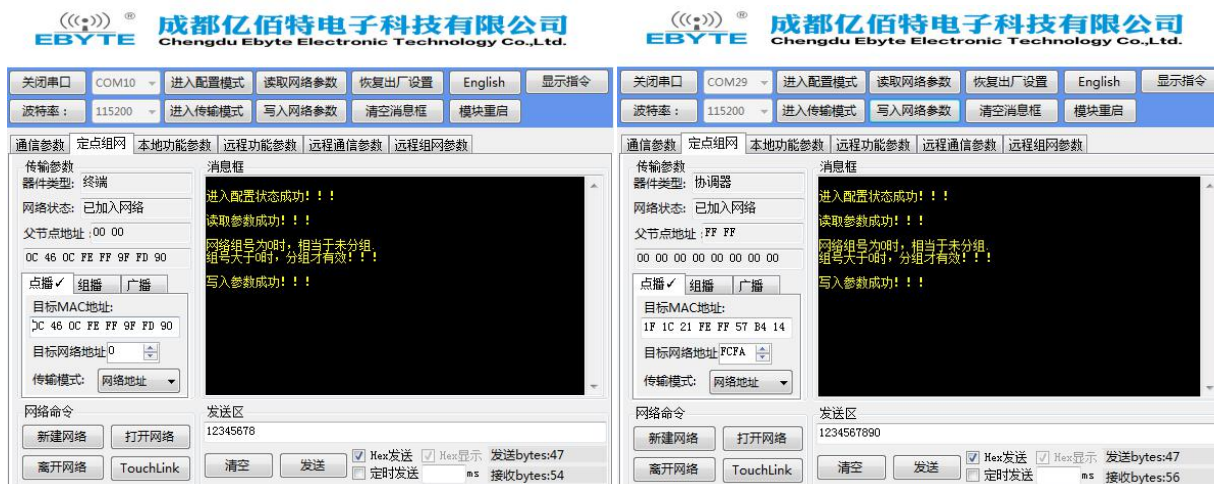 EBYTE ® 成都亿佰特电子科技有限公司
Chengdu Ebyte Electronic Technology Co.,Ltd.
关闭串口 COM10 进入配置模式 读取网络参数 恢复出厂设置 English 显示指令
波特率： 115200 进入传输模式 写入网络参数 清空消息框 模块重启
通信参数 定点组网 本地功能参数 远程功能参数 远程通信参数 远程组网参数
传输参数 消息框
器件类型: 终端
网络状态: 已加入网络
父节点地址: 00 00
0C 46 0C FE FF 9F FD 90
点播✓ 组播 广播
目标MAC地址:
0C 46 0C FE FF 9F FD 90
目标网络地址 0
传输模式: 网络地址
进入配置状态成功！！！
读取参数成功！！！
网络组号为0时，相当于未分组.
组号大于0时，分组才有效！！！
写入参数成功！！！
网络命令 发送区
新建网络 打开网络 12345678
离开网络 TouchLink 清空 发送 Hex发送 Hex显示 发送bytes:47
定时发送 ms 接收bytes:54
EBYTE ® 成都亿佰特电子科技有限公司
Chengdu Ebyte Electronic Technology Co.,Ltd.
关闭串口 COM29 进入配置模式 读取网络参数 恢复出厂设置 English 显示指令
波特率： 115200 进入传输模式 写入网络参数 清空消息框 模块重启
通信参数 定点组网 本地功能参数 远程功能参数 远程通信参数 远程组网参数
传输参数 消息框
器件类型: 协调器
网络状态: 已加入网络
父节点地址: FF FF
00 00 00 00 00 00 00 00
点播✓ 组播 广播
目标MAC地址:
1F 1C 21 FE FF 57 B4 14
目标网络地址 FCFA
传输模式: 网络地址
进入配置状态成功！！！
读取参数成功！！！
网络组号为0时，相当于未分组.
组号大于0时，分组才有效！！！
写入参数成功！！！
网络命令 发送区
新建网络 打开网络 1234567890
离开网络 TouchLink 清空 发送 Hex发送 Hex显示 发送bytes:47
定时发送 ms 接收bytes:56